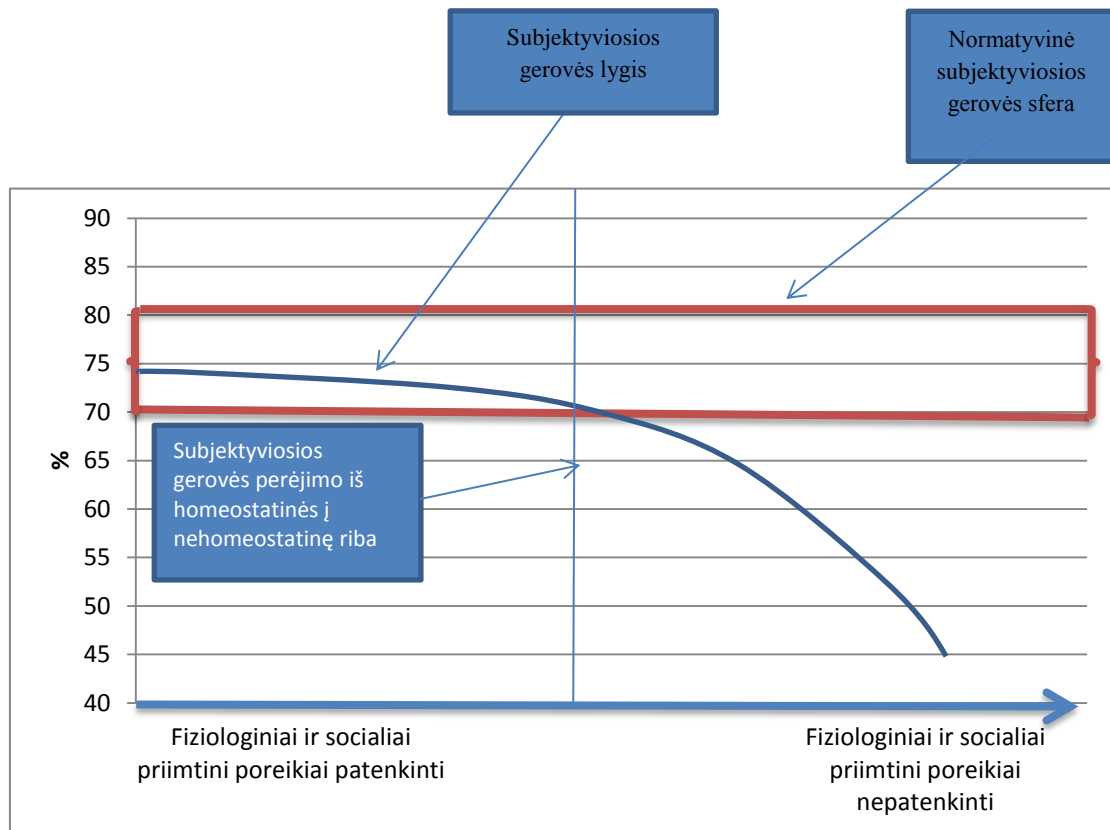 Subjektyviosios
gerovės lygis
Normatyvinė
subjektyviosios
gerovės sfera
90
85
80
75
70
65
60
55
50
45
40
%
Subjektyviosios
gerovės perėjimo iš
homeostatinės į
nehomeostatinę riba
Fiziologiniai ir socialiai
priimtini poreikiai patenkinti
Fiziologiniai ir socialiai
priimtini poreikiai
nepatenkinti